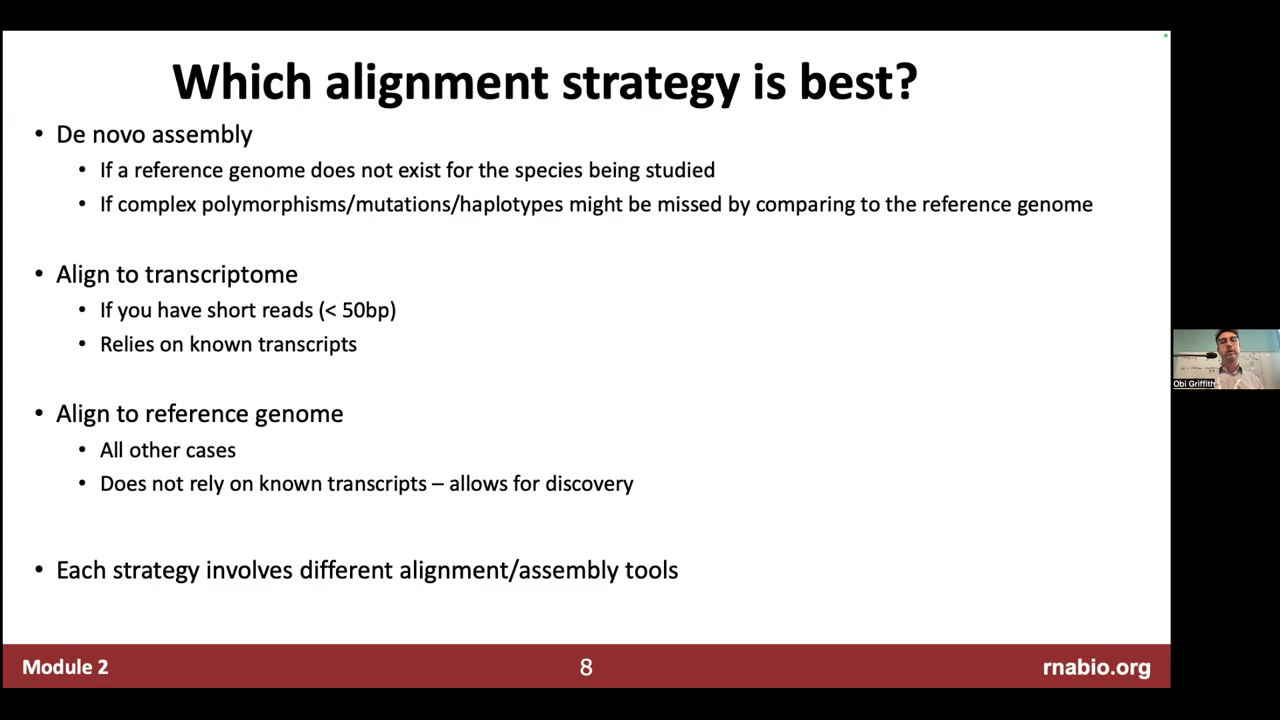 Which alignment strategy is best?
• De novo assembly
• If a reference genome does not exist for the species being studied
• If complex polymorphisms/mutations/haplotypes might be missed by comparing to the reference genome
• Align to transcriptome
• If you have short reads (< 50bp)
• Relies on known transcripts
• Align to reference genome
• All other cases
• Does not rely on known transcripts – allows for discovery
• Each strategy involves different alignment/assembly tools
Obi Griffith
Module 2
8
rnabio.org